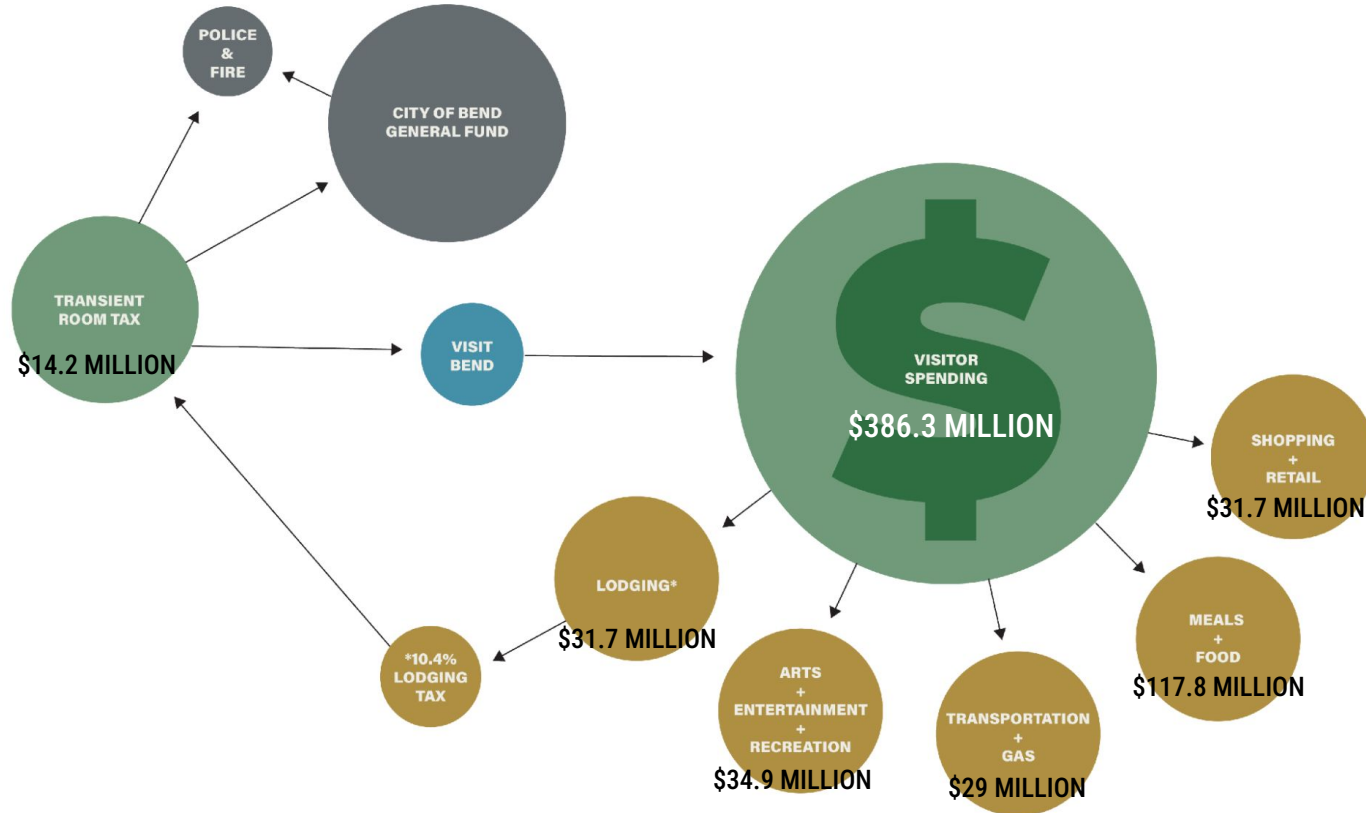 POLICE
&
FIRE
CITY OF BEND
GENERAL FUND
TRANSIENT
ROOM TAX
$14.2 MILLION
VISIT
BEND
VISITOR
SPENDING
$386.3 MILLION
SHOPPING
+
RETAIL
$31.7 MILLION
MEALS
+
FOOD
$117.8 MILLION
TRANSPORTATION
+
GAS
$29 MILLION
ARTS
+
ENTERTAINMENT
+
RECREATION
$34.9 MILLION
LODGING*
$31.7 MILLION
*10.4%
LODGING
TAX
$